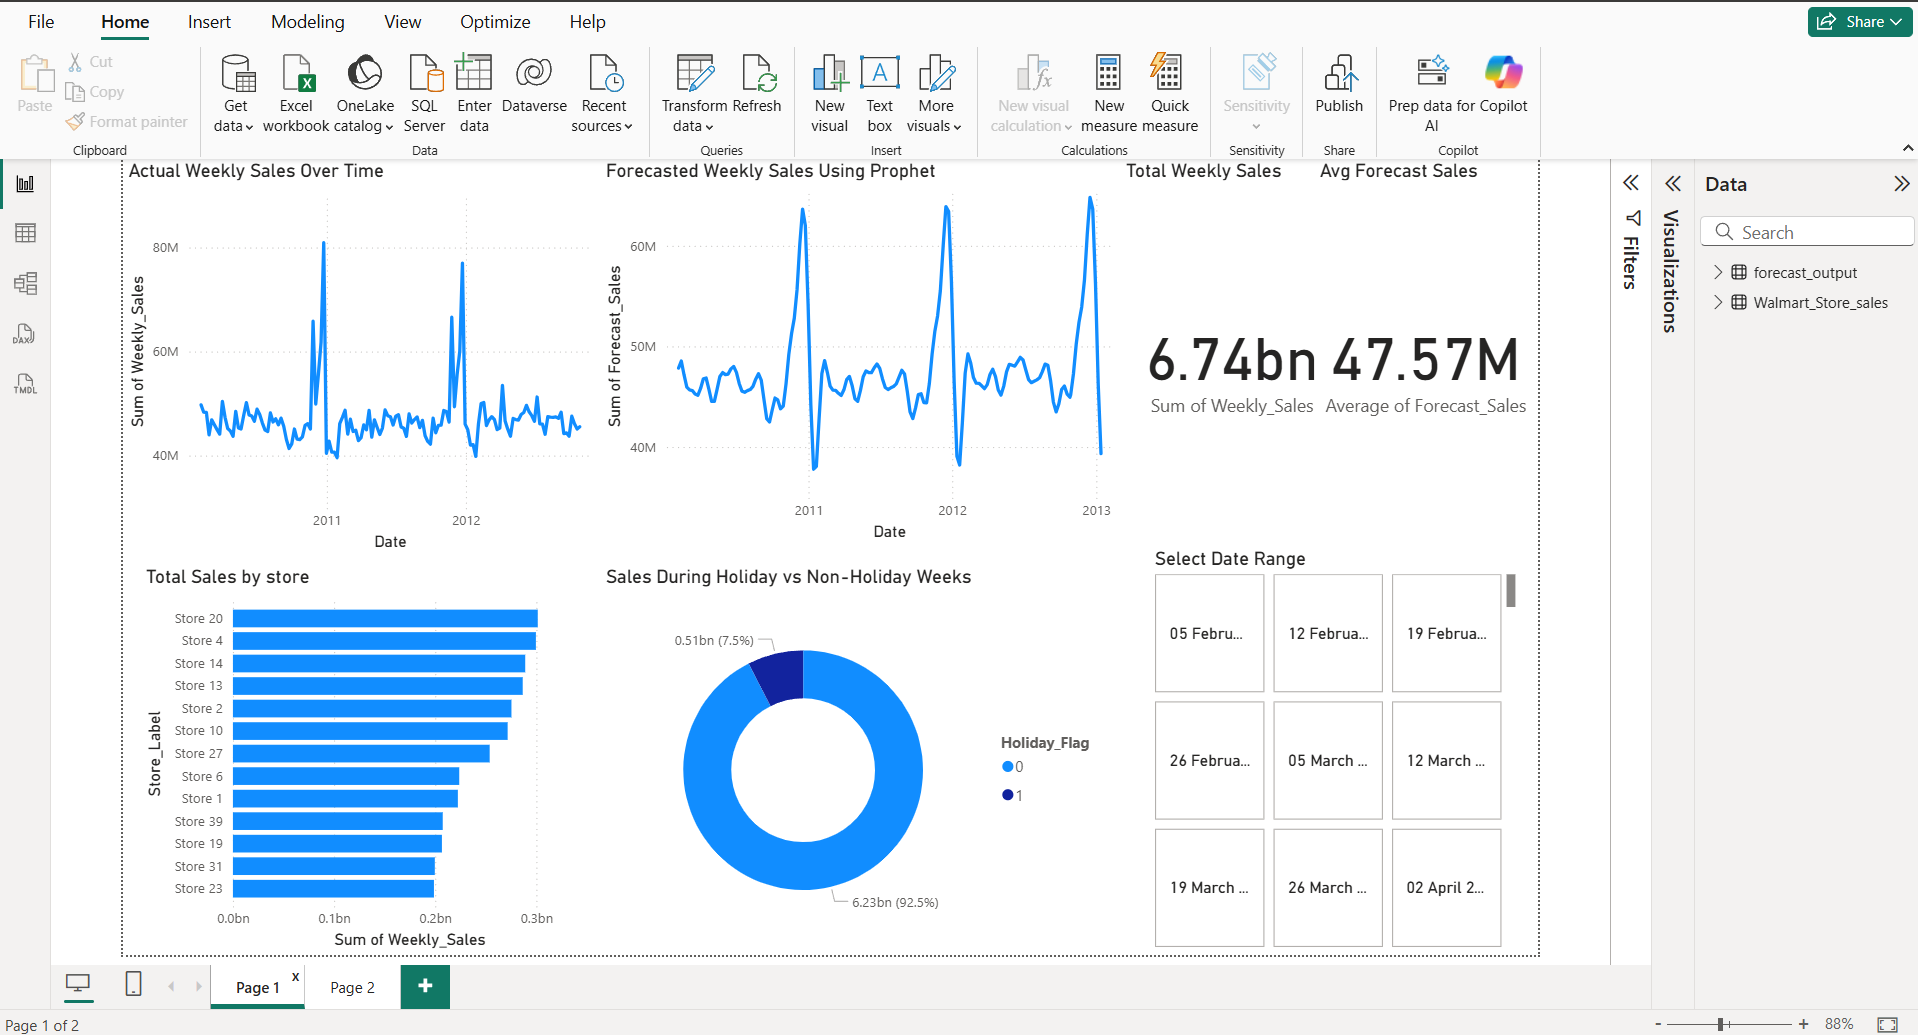 File Home Insert Modeling View Optimize Help Share
Paste
Cut
Copy
Format painter
Clipboard
Get data
Excel workbook
OneLake catalog
SQL Server
Enter data
Dataverse
Recent sources
Data
Transform data
Refresh
Queries
New visual
Text box
More visuals
Insert
New visual calculation
New measure
Quick measure
Calculations
Sensitivity
Sensitivity
Publish
Share
Prep data for AI
Copilot
Copilot
DAX
TMDL
Actual Weekly Sales Over Time
Sum of Weekly_Sales
80M
60M
40M
2011 2012
Date
Forecasted Weekly Sales Using Prophet
Sum of Forecast_Sales
60M
50M
40M
2011 2012 2013
Date
Total Weekly Sales
6.74bn
Sum of Weekly_Sales
Avg Forecast Sales
47.57M
Average of Forecast_Sales
Total Sales by store
Store_Label
Store 20
Store 4
Store 14
Store 13
Store 2
Store 10
Store 27
Store 6
Store 1
Store 39
Store 19
Store 31
Store 23
0.0bn 0.1bn 0.2bn 0.3bn
Sum of Weekly_Sales
Sales During Holiday vs Non-Holiday Weeks
0.51bn (7.5%)
6.23bn (92.5%)
Holiday_Flag
0
1
Select Date Range
05 Febru... 12 Februa... 19 Februa...
26 Februa... 05 March ... 12 March ...
19 March ... 26 March ... 02 April 2...
Filters
Visualizations
Data
Search
forecast_output
Walmart_Store_sales
Page 1 x Page 2 +
Page 1 of 2
- + 88%